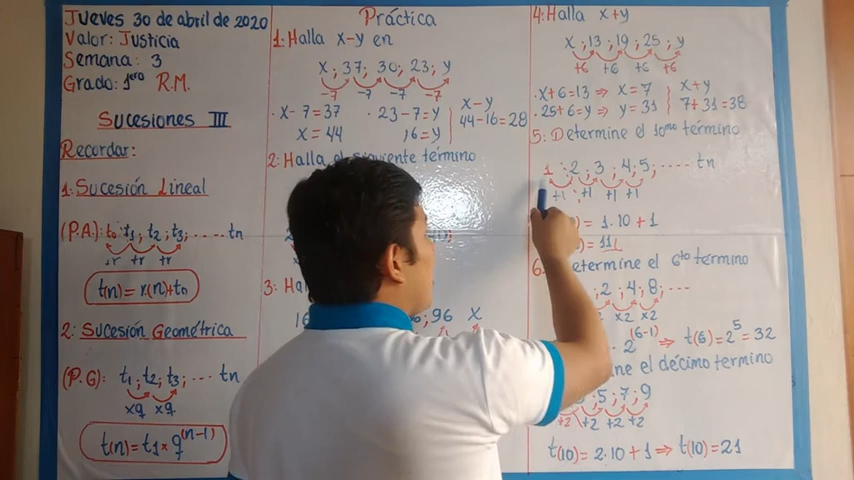 Jueves 30 de abril de 2020
Valor: Justicia
Semana: 3
Grado: 1ero R.M.
Sucesiones III
Recordar:
1: Sucesión Lineal
(P.A): t0; t1; t2; t3; ..... tn
+r +r +r
t(n)= r.(n)+t0
2: Sucesión Geométrica
(P.G): t1; t2; t3; ... tn
xq xq
t(n)= t1 x q(n-1)
Práctica
1: Halla x-y en
x; 37; 30; 23; y
-7 -7 -7 -7
· x-7=37 · 23-7=y x-y
x=44 16=y 44-16=28
2: Halla el siguiente término
3: Ha
16 ; 96 x
4: Halla x+y
x; 13; 19; 25; y
+6 +6 +6 +6
· x+6=13 ⇒ x=7 x+y
· 25+6=y ⇒ y=31 7+31=38
5: Determine el 10mo término
1; 2; 3; 4; 5; ..... tn
+1 +1 +1 +1
= 1.10+1
= 11
6: etermine el 6to término
; 2; 4; 8; ...
x2 x2
2(6-1) ⇒ t(6)=2⁵=32
ne el décimo termino
; 5; 7; 9
+2 +2 +2 +2
t(10)= 2.10+1 ⇒ t(10)=21